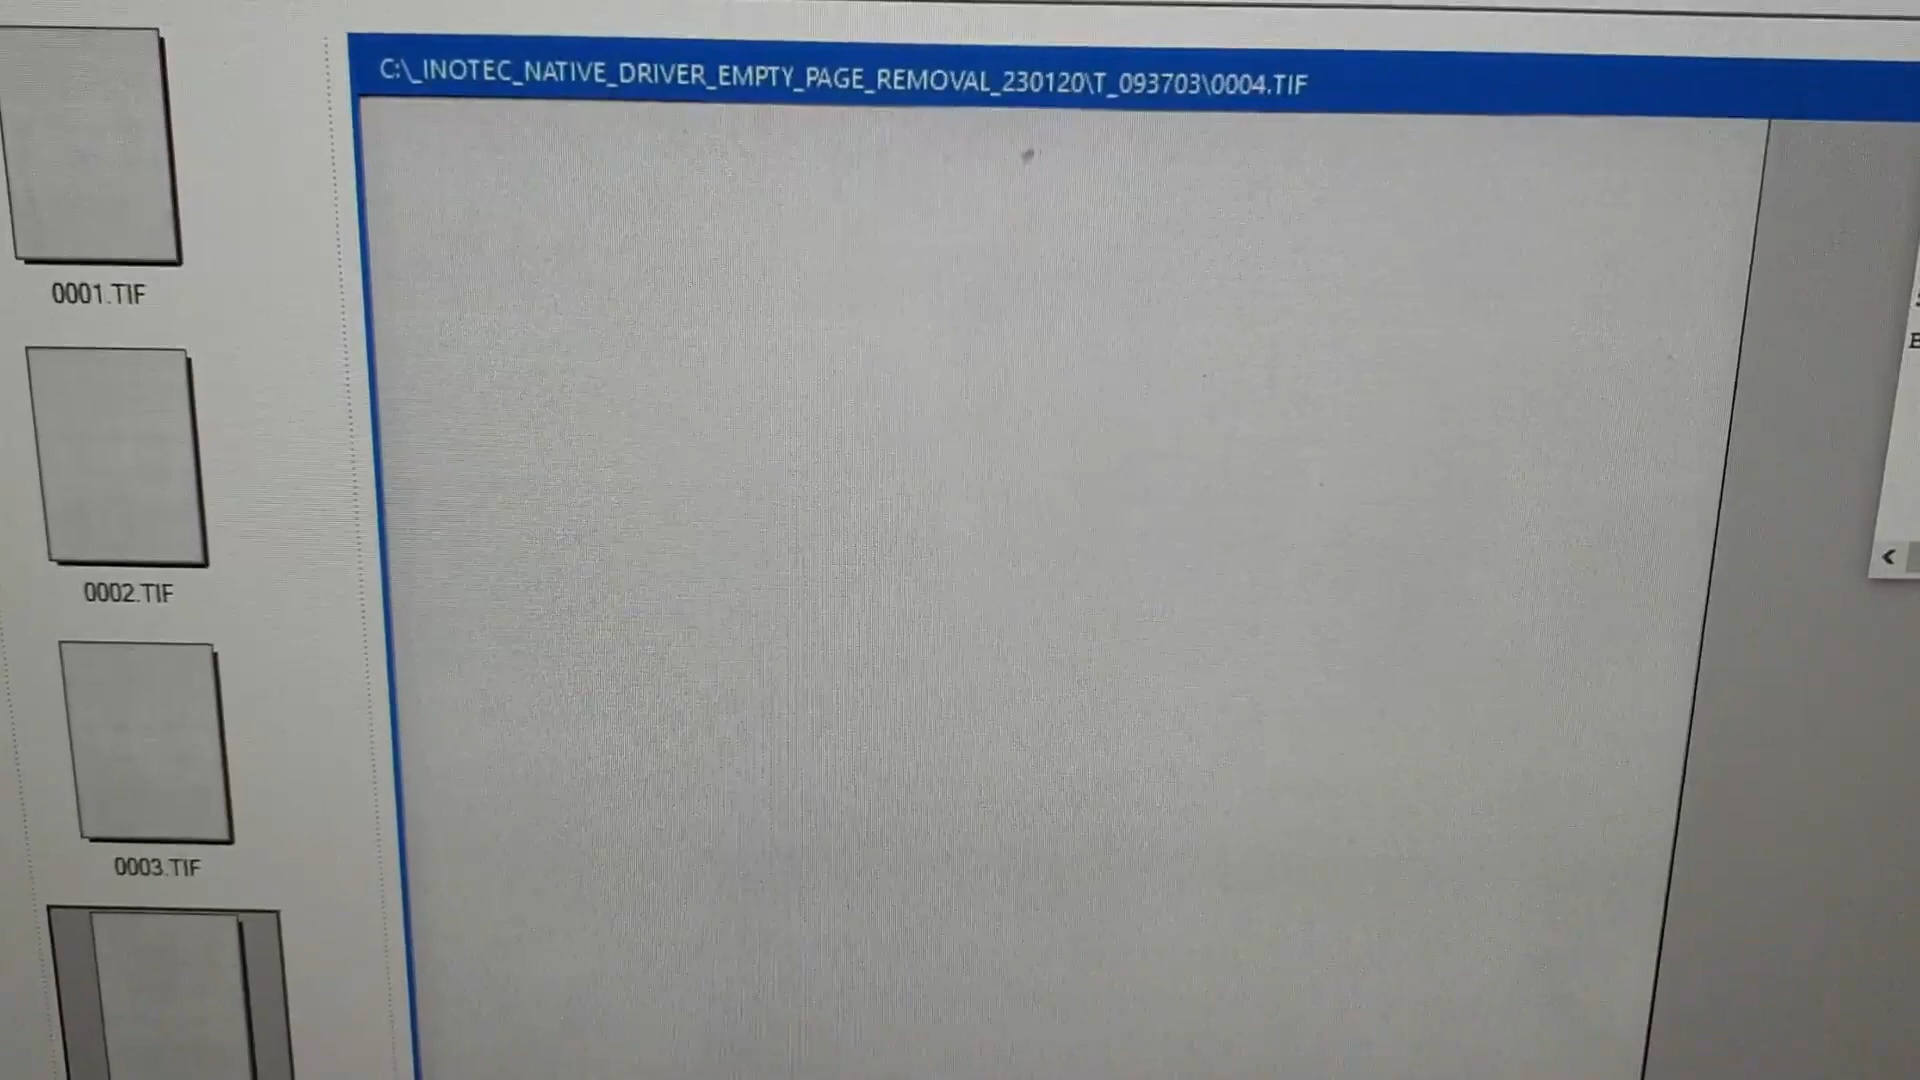 C:\_INOTEC_NATIVE_DRIVER_EMPTY_PAGE_REMOVAL_230120\T_093703\0004.TIF
0001.TIF
0002.TIF
0003.TIF